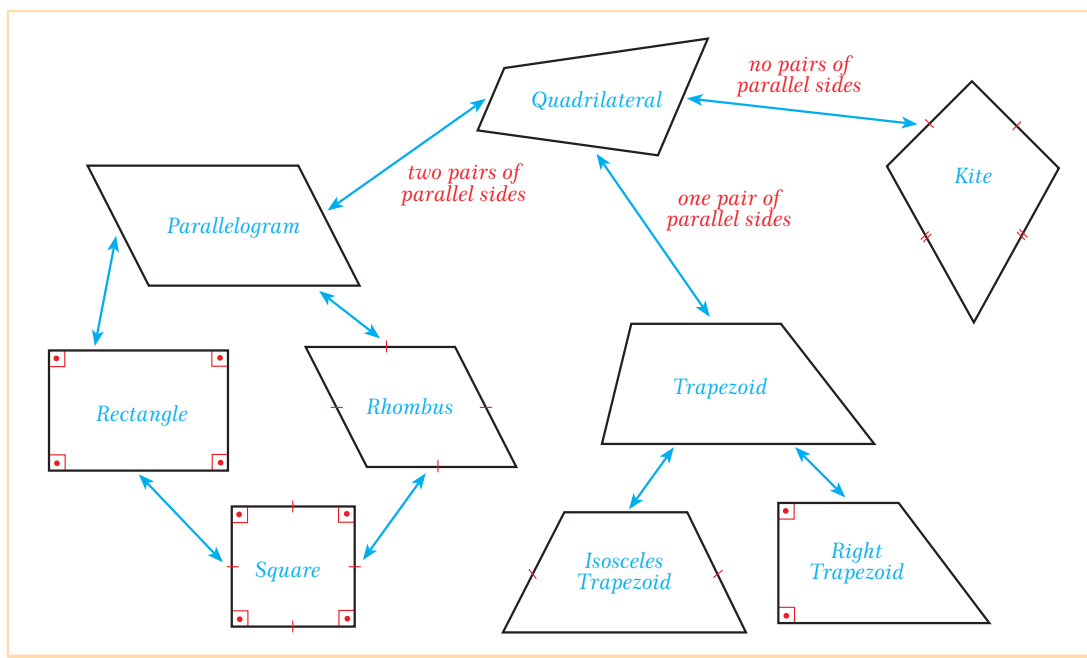 Quadrilateral
no pairs of
parallel sides
two pairs of
parallel sides
one pair of
parallel sides
Kite
Parallelogram
Rectangle
Rhombus
Trapezoid
Square
Isosceles
Trapezoid
Right
Trapezoid